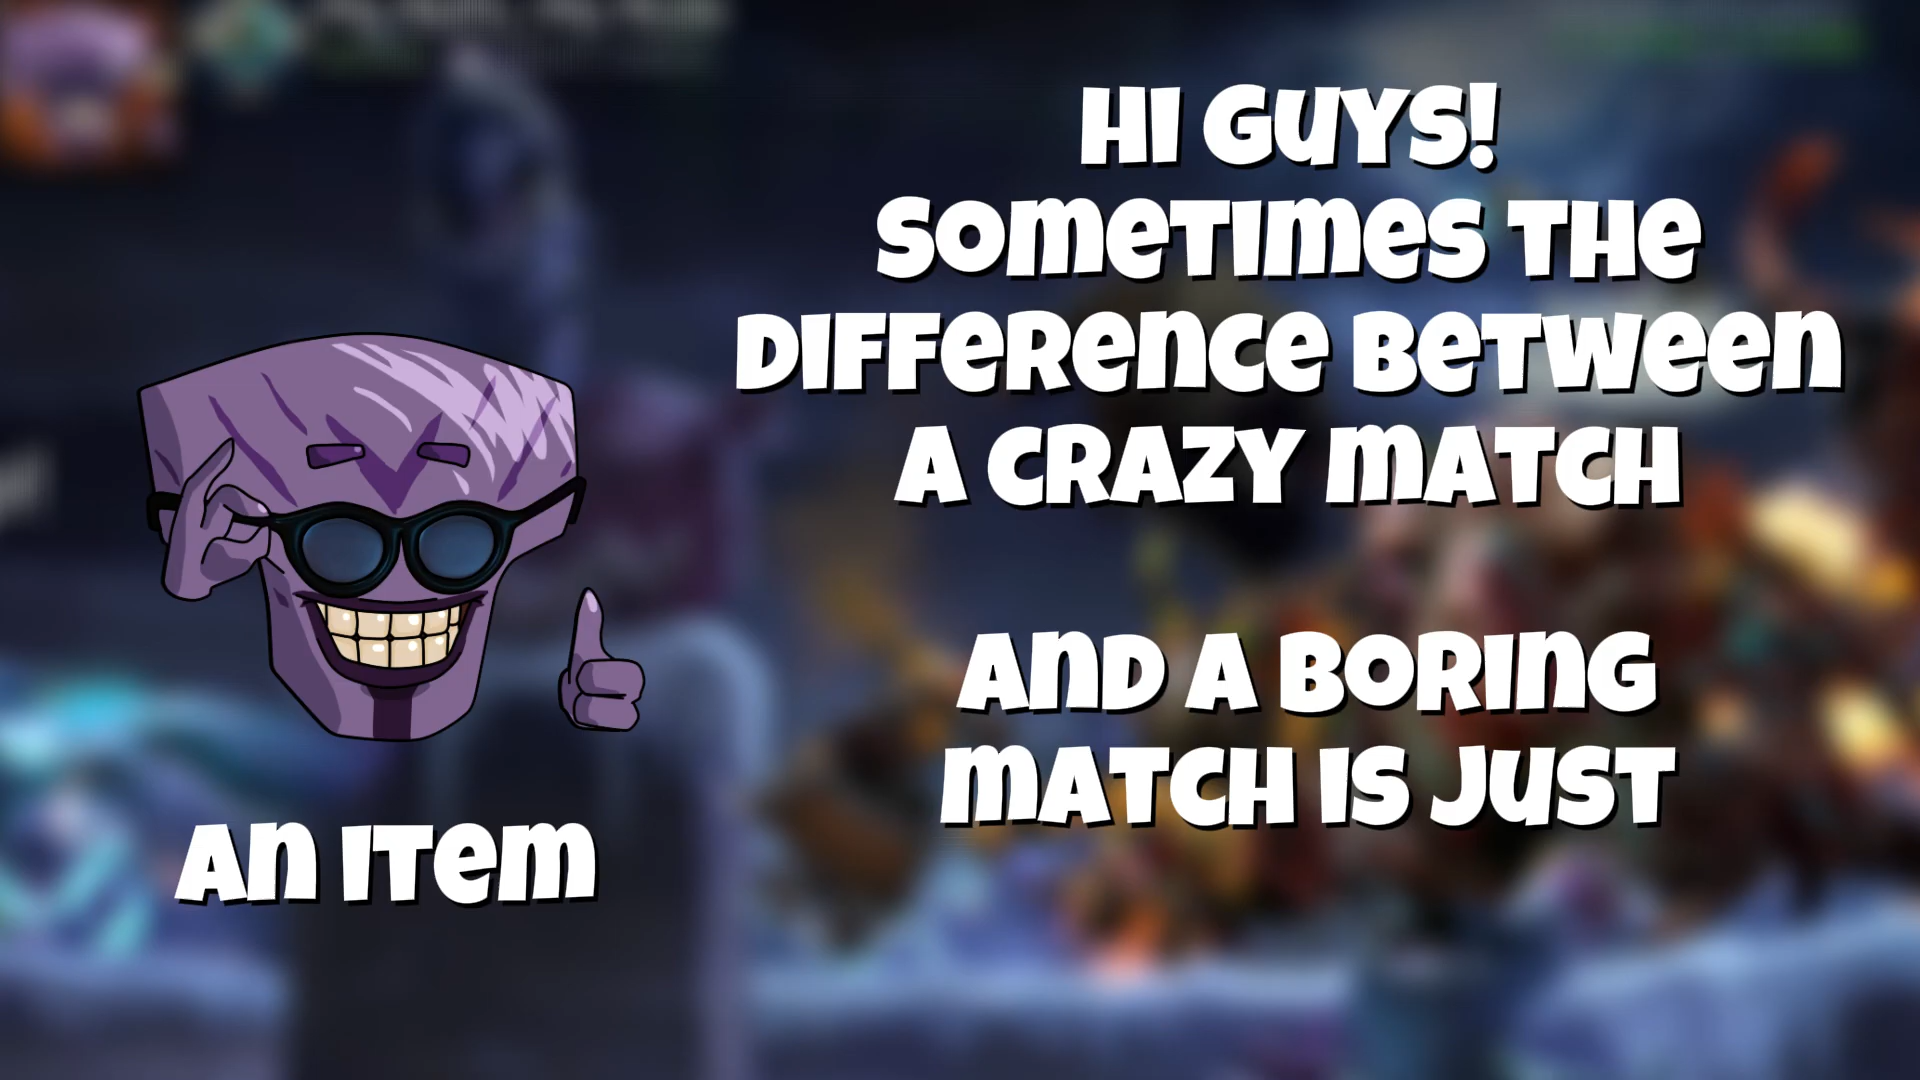 HI GUYS!
SOMETIMES THE
DIFFERENCE BETWEEN
A CRAZY MATCH
AND A BORING
MATCH IS JUST
AN ITEM